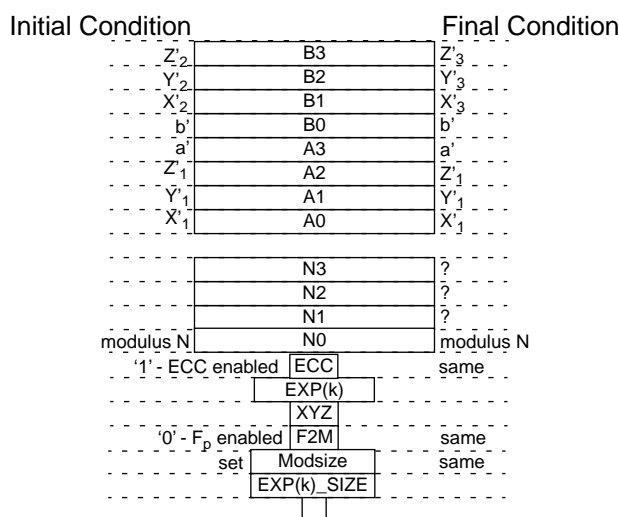 Initial Condition Final Condition
Z'2 B3 Z'3
Y'2 B2 Y'3
X'2 B1 X'3
b' B0 b'
a' A3 a'
Z'1 A2 Z'1
Y'1 A1 Y'1
X'1 A0 X'1
N3 ?
N2 ?
N1 ?
modulus N N0 modulus N
‘1’ - ECC enabled ECC same
EXP(k)
XYZ
‘0’ - Fp enabled F2M same
set Modsize same
EXP(k)_SIZE